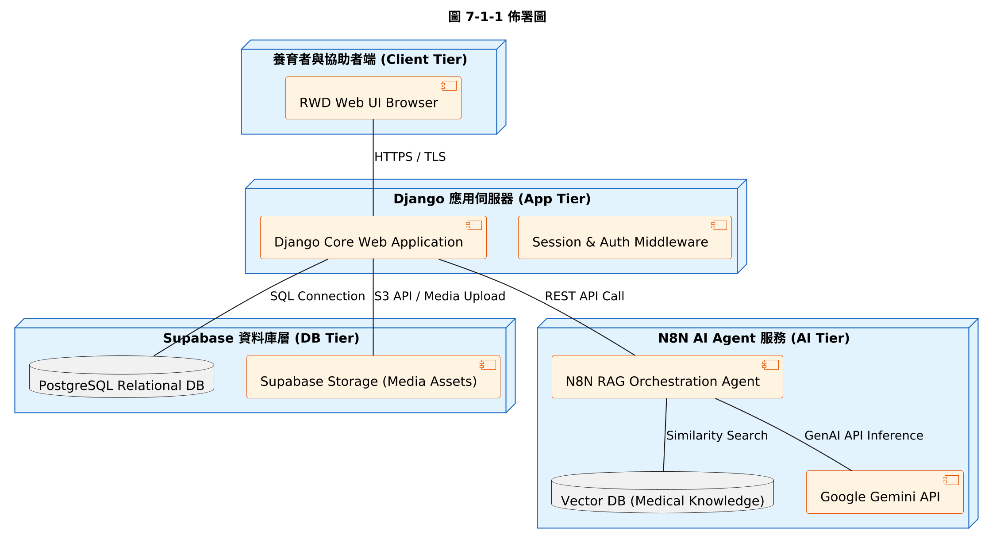 圖 7-1-1 佈署圖
養育者與協助者端 (Client Tier)
RWD Web UI Browser
HTTPS / TLS
Django 應用伺服器 (App Tier)
Django Core Web Application
Session & Auth Middleware
SQL Connection
S3 API / Media Upload
REST API Call
Supabase 資料庫層 (DB Tier)
PostgreSQL Relational DB
Supabase Storage (Media Assets)
N8N AI Agent 服務 (AI Tier)
N8N RAG Orchestration Agent
Similarity Search
GenAI API Inference
Vector DB (Medical Knowledge)
Google Gemini API